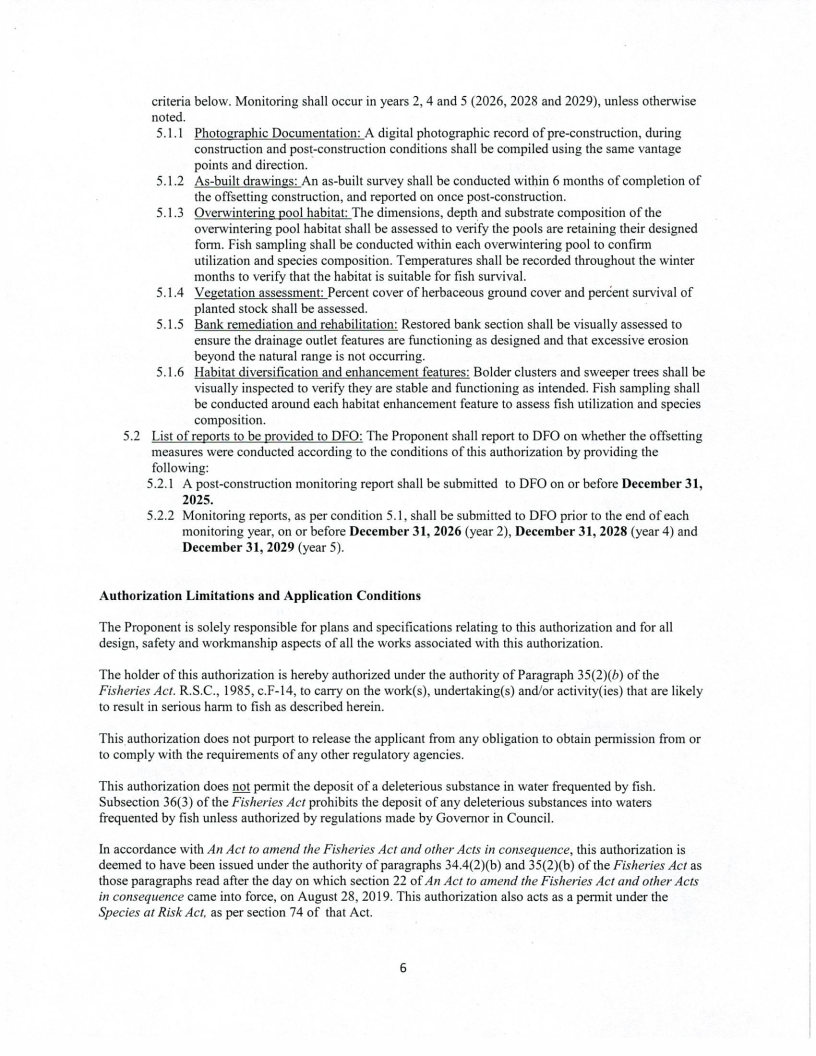 criteria below. Monitoring shall occur in years 2, 4 and 5 (2026, 2028 and 2029), unless otherwise
noted.
5.1.1 Photographic Documentation: A digital photographic record of pre-construction, during
construction and post-construction conditions shall be compiled using the same vantage
points and direction.
5.1.2 As-built drawings: An as-built survey shall be conducted within 6 months of completion of
the offsetting construction, and reported on once post-construction.
5.1.3 Overwintering pool habitat: The dimensions, depth and substrate composition of the
overwintering pool habitat shall be assessed to verify the pools are retaining their designed
form. Fish sampling shall be conducted within each overwintering pool to confirm
utilization and species composition. Temperatures shall be recorded throughout the winter
months to verify that the habitat is suitable for fish survival.
5.1.4 Vegetation assessment: Percent cover of herbaceous ground cover and percent survival of
planted stock shall be assessed.
5.1.5 Bank remediation and rehabilitation: Restored bank section shall be visually assessed to
ensure the drainage outlet features are functioning as designed and that excessive erosion
beyond the natural range is not occurring.
5.1.6 Habitat diversification and enhancement features: Bolder clusters and sweeper trees shall be
visually inspected to verify they are stable and functioning as intended. Fish sampling shall
be conducted around each habitat enhancement feature to assess fish utilization and species
composition.
5.2 List of reports to be provided to DFO: The Proponent shall report to DFO on whether the offsetting
measures were conducted according to the conditions of this authorization by providing the
following:
5.2.1 A post-construction monitoring report shall be submitted to DFO on or before December 31,
2025.
5.2.2 Monitoring reports, as per condition 5.1, shall be submitted to DFO prior to the end of each
monitoring year, on or before December 31, 2026 (year 2), December 31, 2028 (year 4) and
December 31, 2029 (year 5).
Authorization Limitations and Application Conditions
The Proponent is solely responsible for plans and specifications relating to this authorization and for all
design, safety and workmanship aspects of all the works associated with this authorization.
The holder of this authorization is hereby authorized under the authority of Paragraph 35(2)(b) of the
Fisheries Act. R.S.C., 1985, c.F-14, to carry on the work(s), undertaking(s) and/or activity(ies) that are likely
to result in serious harm to fish as described herein.
This authorization does not purport to release the applicant from any obligation to obtain permission from or
to comply with the requirements of any other regulatory agencies.
This authorization does not permit the deposit of a deleterious substance in water frequented by fish.
Subsection 36(3) of the Fisheries Act prohibits the deposit of any deleterious substances into waters
frequented by fish unless authorized by regulations made by Governor in Council.
In accordance with An Act to amend the Fisheries Act and other Acts in consequence, this authorization is
deemed to have been issued under the authority of paragraphs 34.4(2)(b) and 35(2)(b) of the Fisheries Act as
those paragraphs read after the day on which section 22 of An Act to amend the Fisheries Act and other Acts
in consequence came into force, on August 28, 2019. This authorization also acts as a permit under the
Species at Risk Act, as per section 74 of that Act.
6